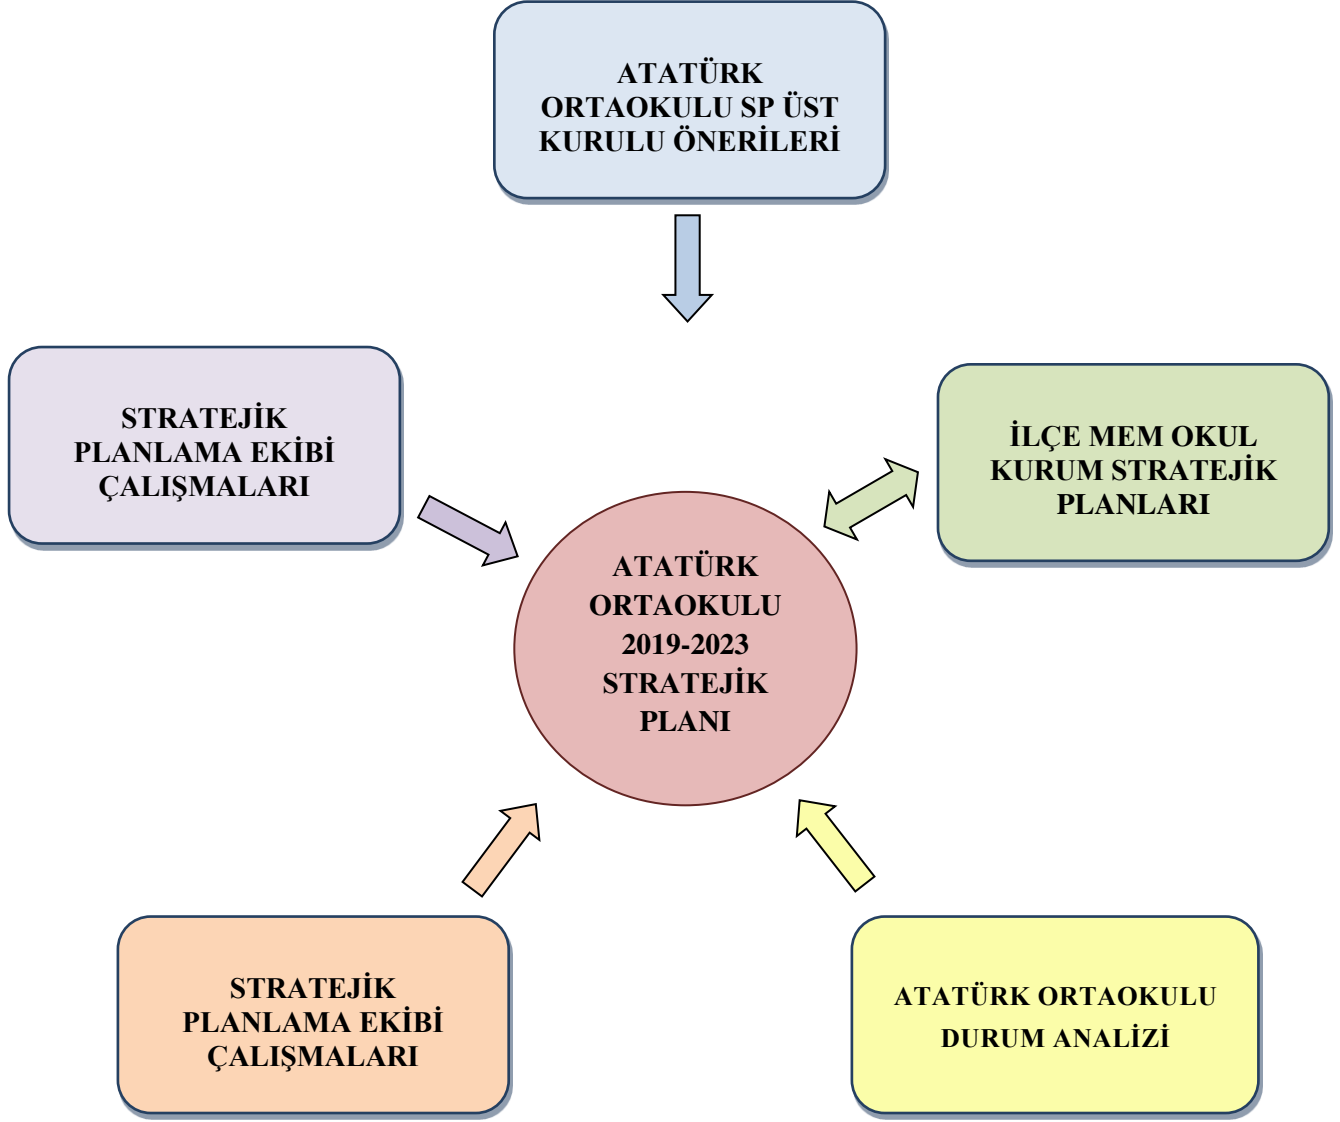 ATATÜRK
ORTAOKULU SP ÜST
KURULU ÖNERİLERİ
STRATEJİK
PLANLAMA EKİBİ
ÇALIŞMALARI
İLÇE MEM OKUL
KURUM STRATEJİK
PLANLARI
ATATÜRK
ORTAOKULU
2019-2023
STRATEJİK
PLANI
STRATEJİK
PLANLAMA EKİBİ
ÇALIŞMALARI
ATATÜRK ORTAOKULU
DURUM ANALİZİ